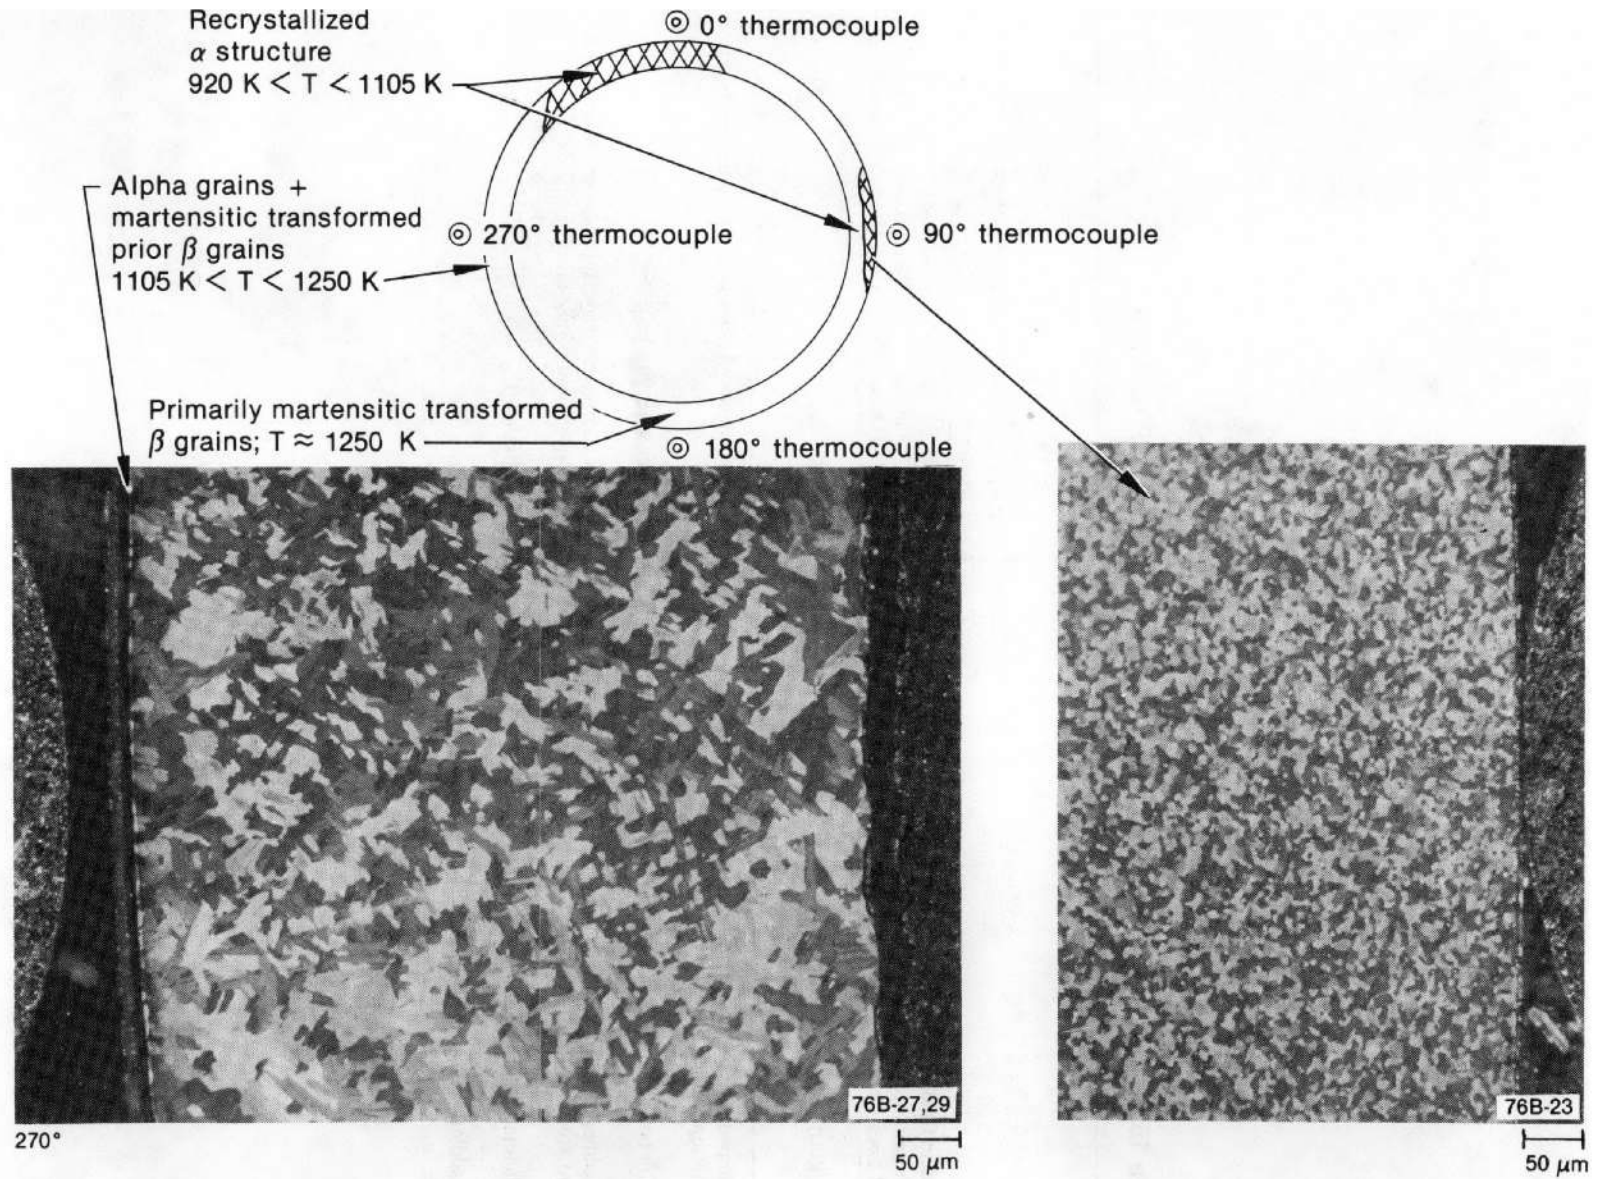 Recrystallized
α structure
920 K < T < 1105 K
0° thermocouple
Alpha grains +
martensitic transformed
prior β grains
1105 K < T < 1250 K
270° thermocouple
90° thermocouple
Primarily martensitic transformed
β grains; T ≈ 1250 K
180° thermocouple
76B-27,29
76B-23
270°
50 μm
50 μm